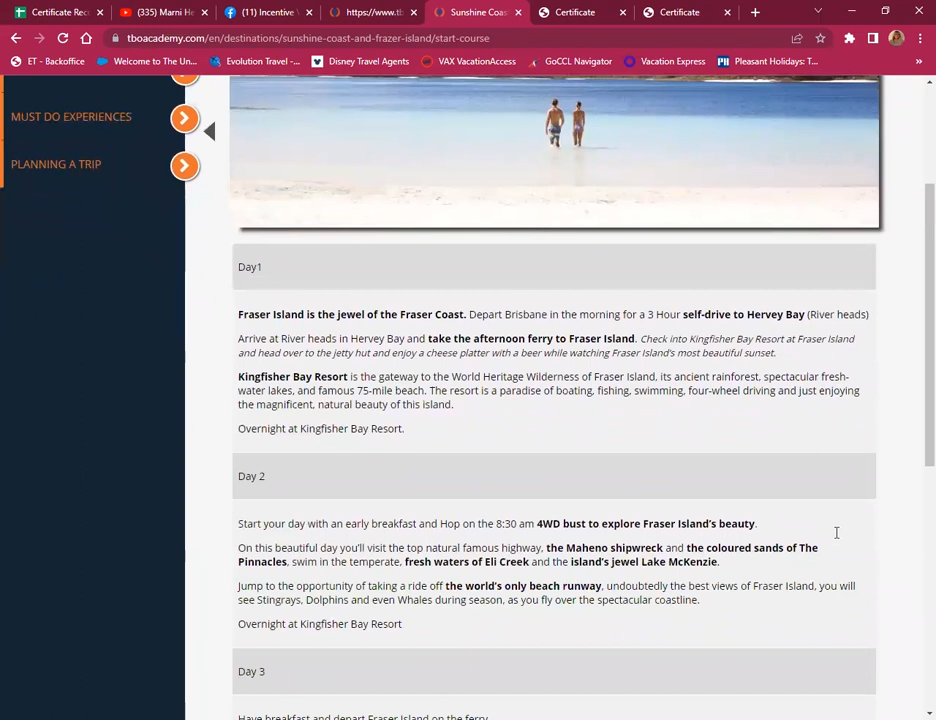 Certificate Rec
(335) Marni He
(11) Incentive V
https://www.tb
Sunshine Coas
Certificate
Certificate
tboacademy.com/en/destinations/sunshine-coast-and-frazer-island/start-course
ET - Backoffice
Welcome to The Un...
Evolution Travel -...
Disney Travel Agents
VAX VacationAccess
GoCCL Navigator
Vacation Express
Pleasant Holidays: T...
»
MUST DO EXPERIENCES
PLANNING A TRIP
Day1
Fraser Island is the jewel of the Fraser Coast. Depart Brisbane in the morning for a 3 Hour self-drive to Hervey Bay (River heads)
Arrive at River heads in Hervey Bay and take the afternoon ferry to Fraser Island. Check into Kingfisher Bay Resort at Fraser Island
and head over to the jetty hut and enjoy a cheese platter with a beer while watching Fraser Island's most beautiful sunset.
Kingfisher Bay Resort is the gateway to the World Heritage Wilderness of Fraser Island, its ancient rainforest, spectacular fresh-
water lakes, and famous 75-mile beach. The resort is a paradise of boating, fishing, swimming, four-wheel driving and just enjoying
the magnificent, natural beauty of this island.
Overnight at Kingfisher Bay Resort.
Day 2
Start your day with an early breakfast and Hop on the 8:30 am 4WD bust to explore Fraser Island's beauty.
On this beautiful day you'll visit the top natural famous highway, the Maheno shipwreck and the coloured sands of The
Pinnacles, swim in the temperate, fresh waters of Eli Creek and the island's jewel Lake McKenzie.
Jump to the opportunity of taking a ride off the world's only beach runway, undoubtedly the best views of Fraser Island, you will
see Stingrays, Dolphins and even Whales during season, as you fly over the spectacular coastline.
Overnight at Kingfisher Bay Resort
Day 3
Have breakfast and depart Fraser Island on the ferry